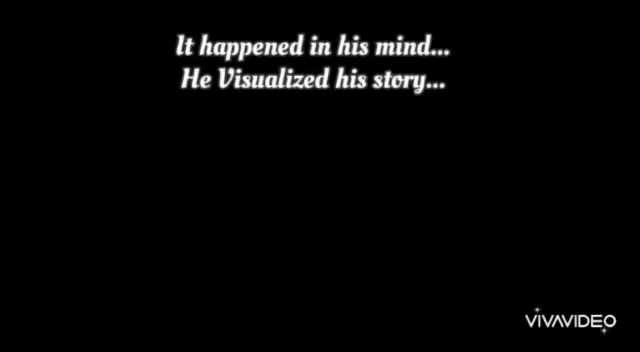 It happened in his mind...
He Visualized his story...
VIVAVIDEO